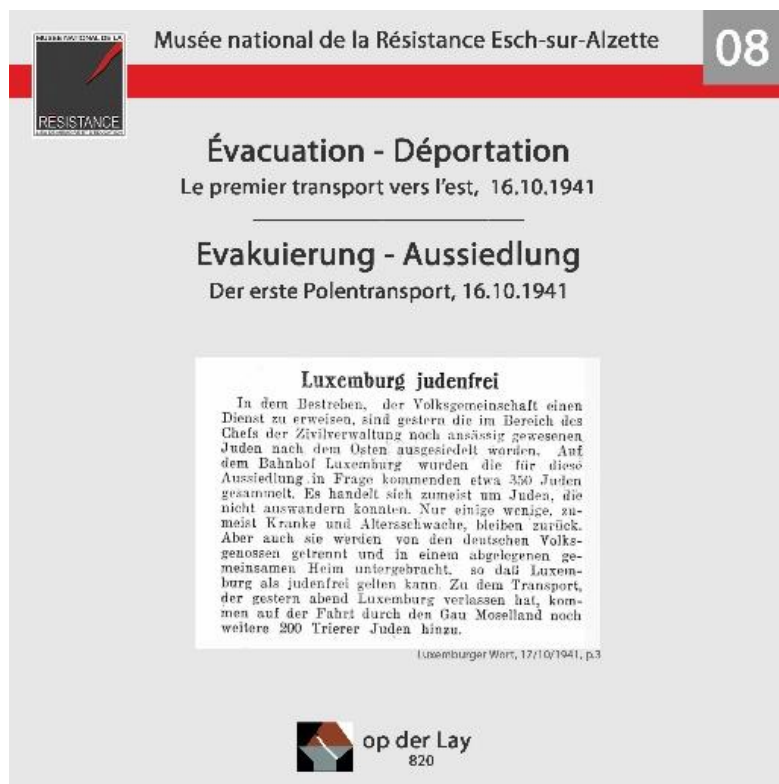 MUSÉE NATIONAL DE LA
RESISTANCE
Musée national de la Résistance Esch-sur-Alzette
08
Évacuation - Déportation
Le premier transport vers l'est, 16.10.1941
Evakuierung - Aussiedlung
Der erste Polentransport, 16.10.1941
Luxemburg judenfrei
In dem Bestreben, der Volksgemeinschaft einen
Dienst zu erweisen, sind gestern die im Bereich des
Chefs der Zivilverwaltung noch ansässig gewesenen
Juden nach dem Osten ausgesiedelt worden. Auf
dem Bahnhof Luxemburg wurden die für diese
Aussiedlung in Frage kommenden etwa 350 Juden
gesammelt. Es handelt sich zumeist um Juden, die
nicht auswandern konnten. Nur einige wenige, zu-
meist Kranke und Altersschwache, bleiben zurück.
Aber auch sie werden von den deutschen Volks-
genossen getrennt und in einem abgelegenen ge-
meinsamen Heim untergebracht, so daß Luxem-
burg als judenfrei gelten kann. Zu dem Transport,
der gestern abend Luxemburg verlassen hat, kom-
men auf der Fahrt durch den Gau Moselland noch
weitere 200 Trierer Juden hinzu.
Luxemburger Wort, 17/10/1941, p.3
op der Lay
820